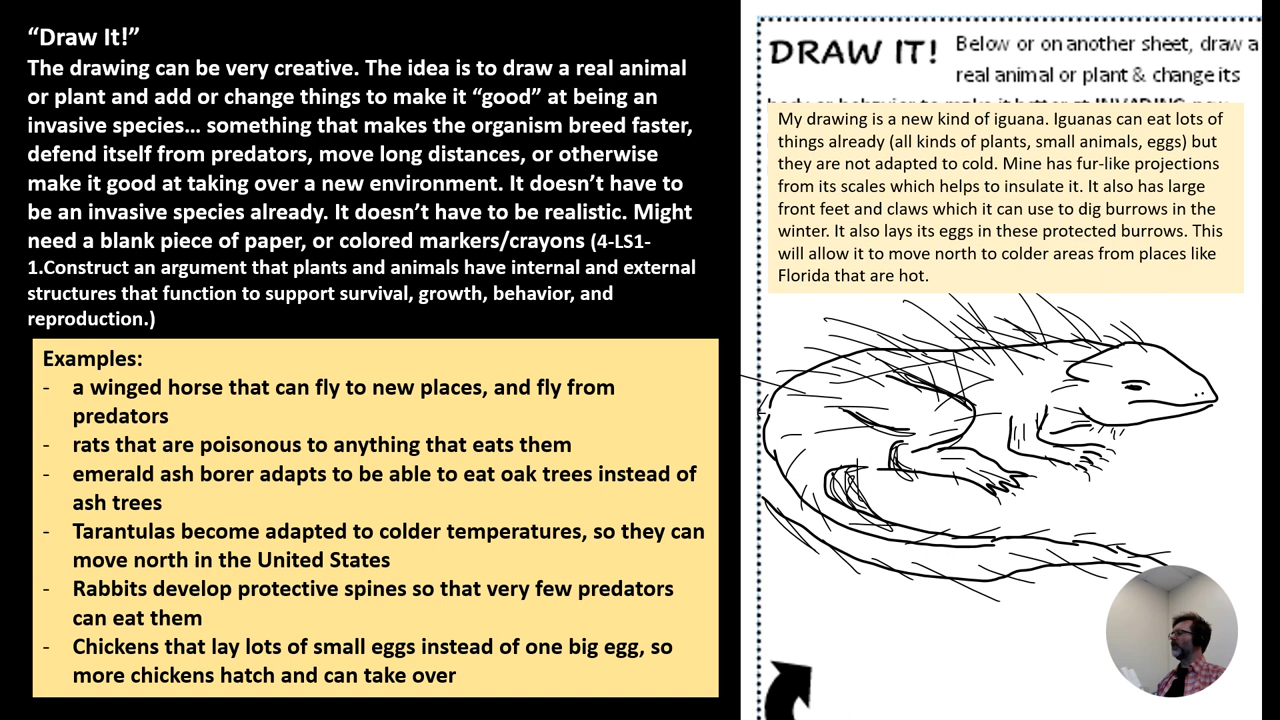 “Draw It!”
The drawing can be very creative. The idea is to draw a real animal
or plant and add or change things to make it “good” at being an
invasive species… something that makes the organism breed faster,
defend itself from predators, move long distances, or otherwise
make it good at taking over a new environment. It doesn’t have to
be an invasive species already. It doesn’t have to be realistic. Might
need a blank piece of paper, or colored markers/crayons (4-LS1-
1.Construct an argument that plants and animals have internal and external
structures that function to support survival, growth, behavior, and
reproduction.)
Examples:
- a winged horse that can fly to new places, and fly from
predators
- rats that are poisonous to anything that eats them
- emerald ash borer adapts to be able to eat oak trees instead of
ash trees
- Tarantulas become adapted to colder temperatures, so they can
move north in the United States
- Rabbits develop protective spines so that very few predators
can eat them
- Chickens that lay lots of small eggs instead of one big egg, so
more chickens hatch and can take over
DRAW IT! Below or on another sheet, draw a
real animal or plant & change its
My drawing is a new kind of iguana. Iguanas can eat lots of
things already (all kinds of plants, small animals, eggs) but
they are not adapted to cold. Mine has fur-like projections
from its scales which helps to insulate it. It also has large
front feet and claws which it can use to dig burrows in the
winter. It also lays its eggs in these protected burrows. This
will allow it to move north to colder areas from places like
Florida that are hot.